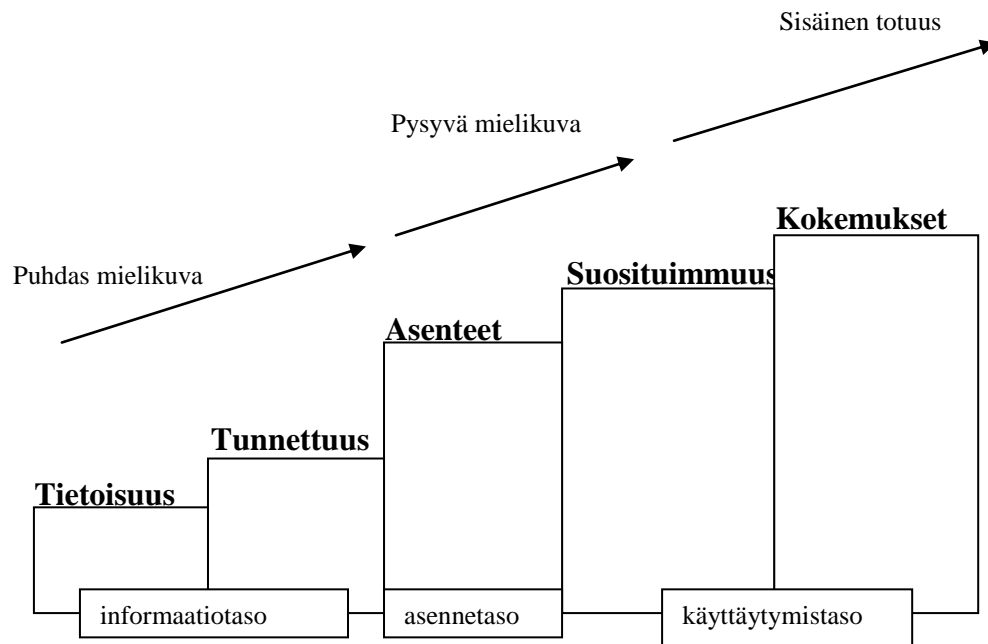 Sisäinen totuus
Pysyvä mielikuva
Kokemukset
Puhdas mielikuva
Suosituimmuus
Asenteet
Tunnettuus
Tietoisuus
informaatiotaso
asennetaso
käyttäytymistaso